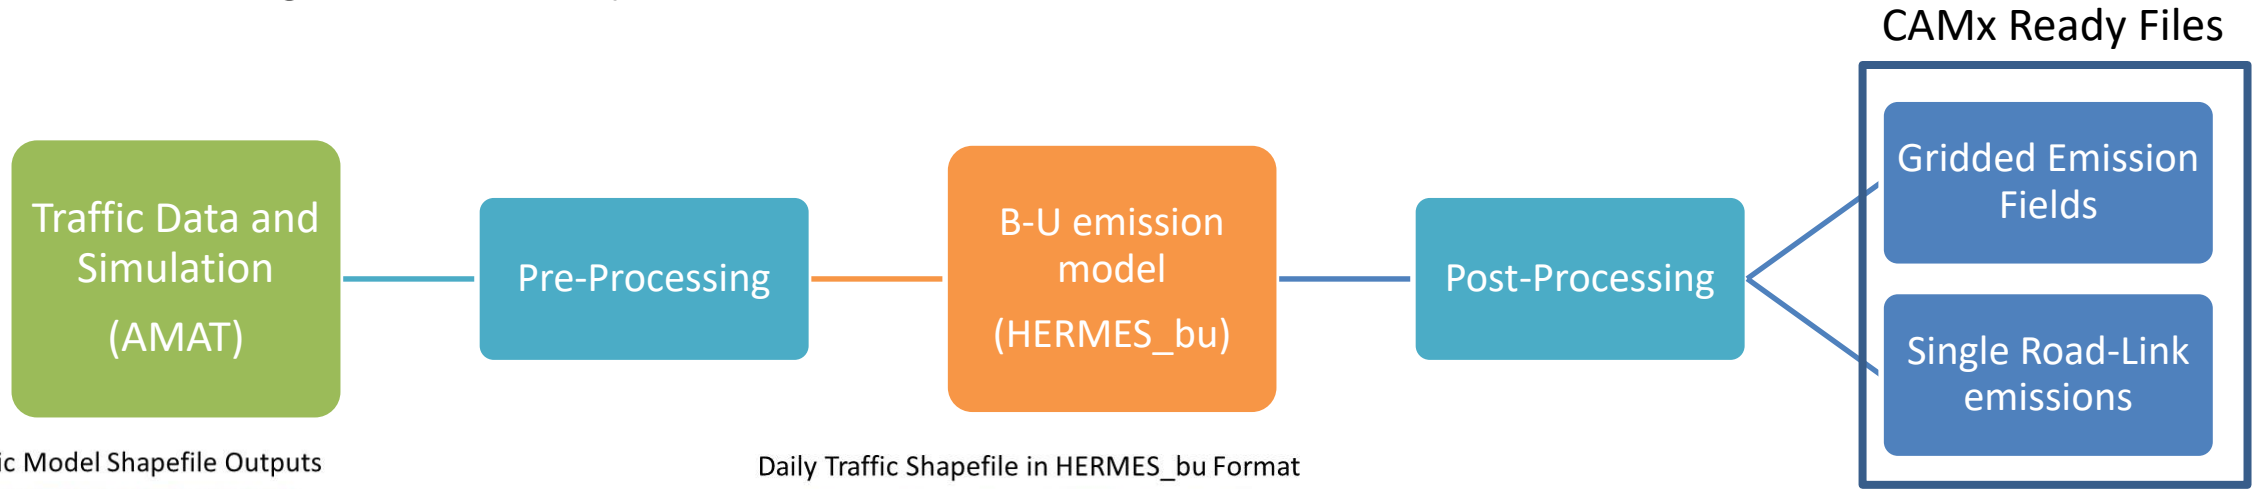 CAMx Ready Files
Traffic Data and
Simulation
(AMAT)
Pre-Processing
B-U emission
model
(HERMES_bu)
Post-Processing
Gridded Emission
Fields
Single Road-Link
emissions
Model Shapefile Outputs
Daily Traffic Shapefile in HERMES_bu Format